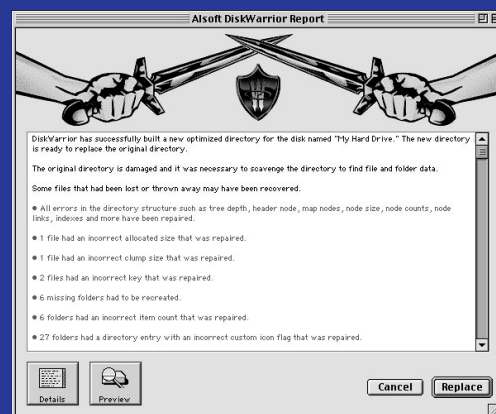 Alsoft DiskWarrior Report
DiskWarrior has successfully built a new optimized directory for the disk named "My Hard Drive." The new directory
is ready to replace the original directory.
The original directory is damaged and it was necessary to scavenge the directory to find file and folder data.
Some files that had been lost or thrown away may have been recovered.
● All errors in the directory structure such as tree depth, header node, map nodes, node size, node counts, node
links, indexes and more have been repaired.
● 1 file had an incorrect allocated size that was repaired.
● 1 file had an incorrect clump size that was repaired.
● 2 files had an incorrect key that was repaired.
● 6 missing folders had to be recreated.
● 6 folders had an incorrect item count that was repaired.
● 27 folders had a directory entry with an incorrect custom icon flag that was repaired.
Details
Preview
Cancel
Replace